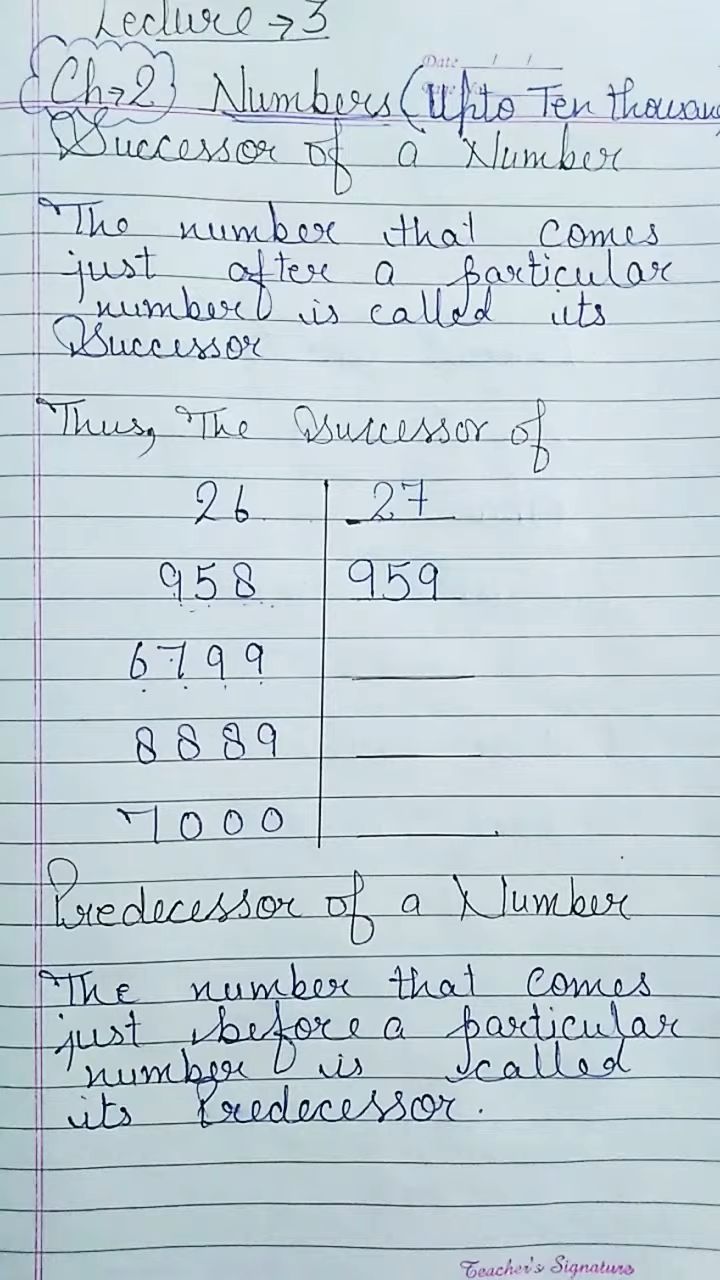 Lecture → 3
Date / /
Ch→2 Numbers (Upto Ten
Successor of a Number
The number that comes
just after a particular
number is called its
Successor
Thus, The Successor of
26 27
958 959
6799
8889
7000
Predecessor of a Number
The number that comes
just before a particular
number is called
its Predecessor.
Teacher's Signature